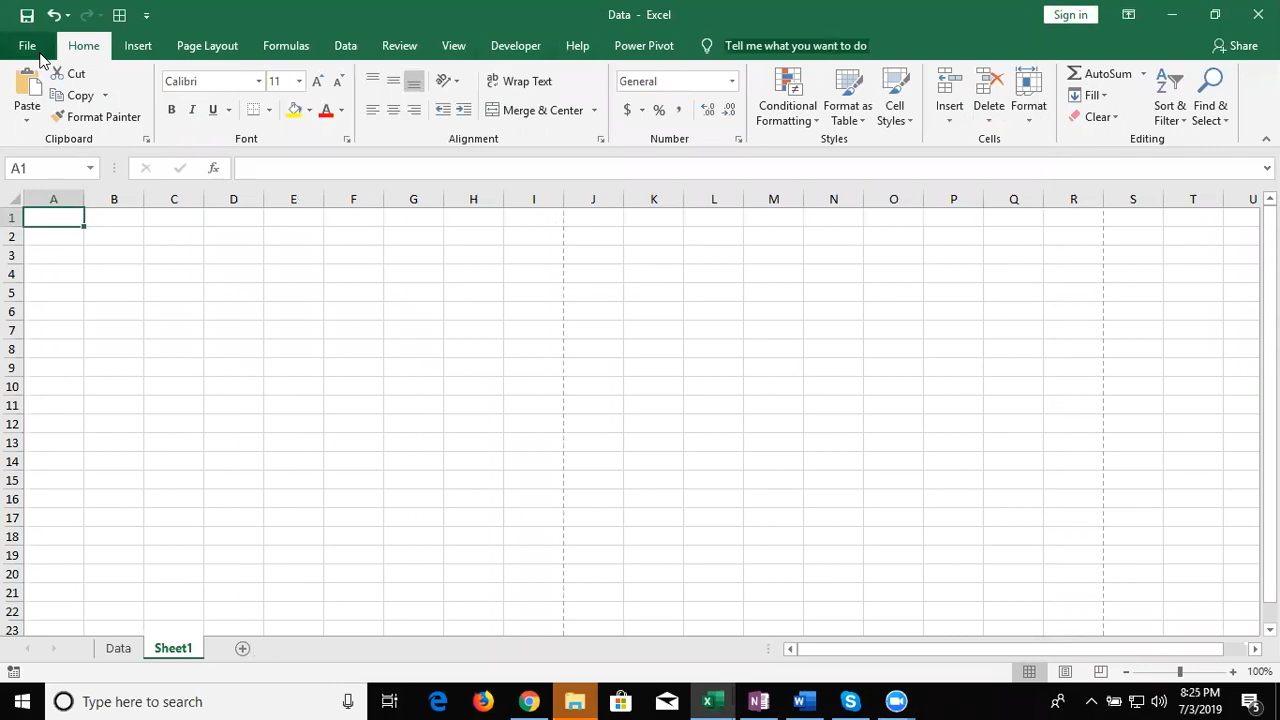 Data - Excel
Sign in
File Home Insert Page Layout Formulas Data Review View Developer Help Power Pivot Tell me what you want to do Share
Cut
Copy
Format Painter
Paste
Clipboard
Calibri 11
B I U A
Font
ab Wrap Text
Merge & Center
Alignment
General
$ % ,
Number
Conditional Formatting
Format as Table
Cell Styles
Styles
Insert Delete Format
Cells
AutoSum
Fill
Clear
Sort & Filter
Find & Select
Editing
A1 fx
A B C D E F G H I J K L M N O P Q R S T U
1
2
3
4
5
6
7
8
9
10
11
12
13
14
15
16
17
18
19
20
21
22
23
Data Sheet1
100%
Type here to search
8:25 PM
7/3/2019
5